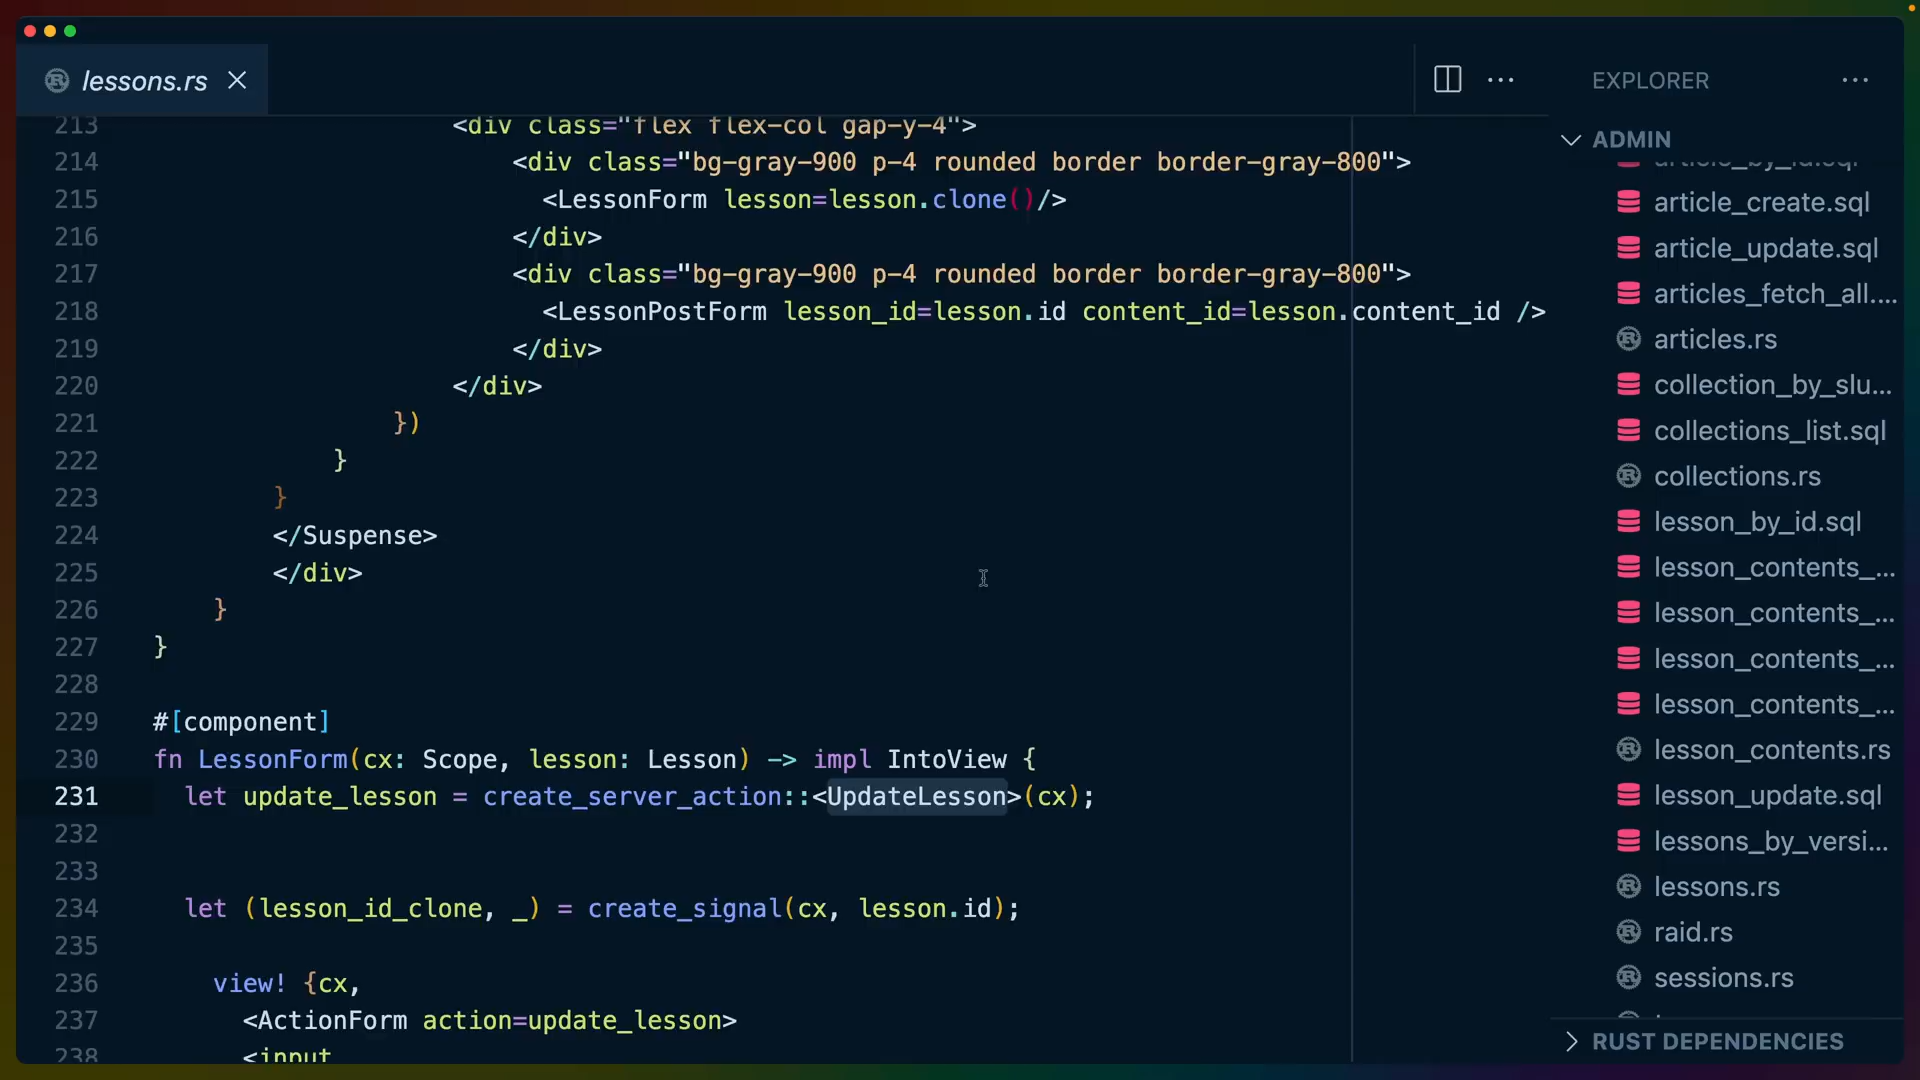 lessons.rs
213 <div class="flex flex-col gap-y-4">
214 <div class="bg-gray-900 p-4 rounded border border-gray-800">
215 <LessonForm lesson=lesson.clone()/>
216 </div>
217 <div class="bg-gray-900 p-4 rounded border border-gray-800">
218 <LessonPostForm lesson_id=lesson.id content_id=lesson.content_id />
219 </div>
220 </div>
221 })
222 }
223 }
224 </Suspense>
225 </div>
226 }
227 }
228
229 #[component]
230 fn LessonForm(cx: Scope, lesson: Lesson) -> impl IntoView {
231 let update_lesson = create_server_action::<UpdateLesson>(cx);
232
233
234 let (lesson_id_clone, _) = create_signal(cx, lesson.id);
235
236 view! {cx,
237 <ActionForm action=update_lesson>
238 <input
EXPLORER
ADMIN
article_by_id.sql
article_create.sql
article_update.sql
articles_fetch_all....
articles.rs
collection_by_slu...
collections_list.sql
collections.rs
lesson_by_id.sql
lesson_contents_...
lesson_contents_...
lesson_contents_...
lesson_contents_...
lesson_contents.rs
lesson_update.sql
lessons_by_versi...
lessons.rs
raid.rs
sessions.rs
RUST DEPENDENCIES